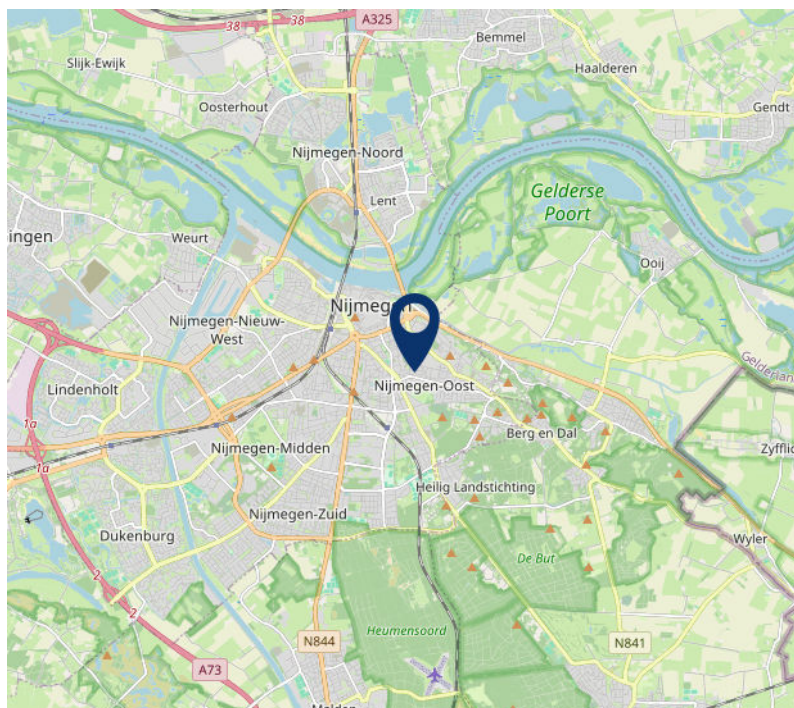 38
38
A325
Bemmel
Slijk-Ewijk
Haalderen
Oosterhout
Gendt
Nijmegen-Noord
Lent
Gelderse
Poort
ingen
Weurt
Ooij
Nijmegen
Nijmegen-Nieuw-
West
Gelderland
Lindenholt
Nijmegen-Oost
1a
Berg en Dal
Nijmegen-Midden
Zyfflic
1a
Heilig Landstichting
Nijmegen-Zuid
Dukenburg
Wyler
De But
2
2
Heumensoord
N844
N841
A73